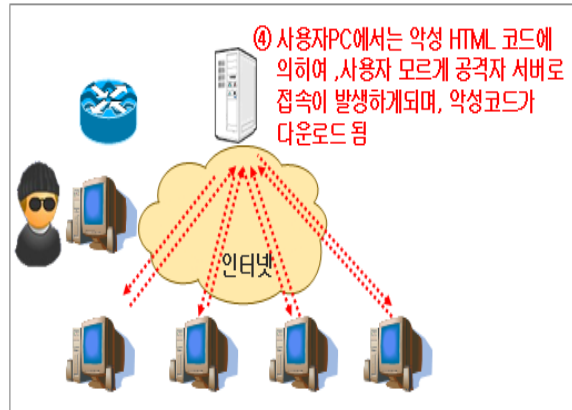 ④ 사용자PC에서는 악성 HTML 코드에
의하여 ,사용자 모르게 공격자 서버로
접속이 발생하게되며, 악성코드가
다운로드 됨
인터넷